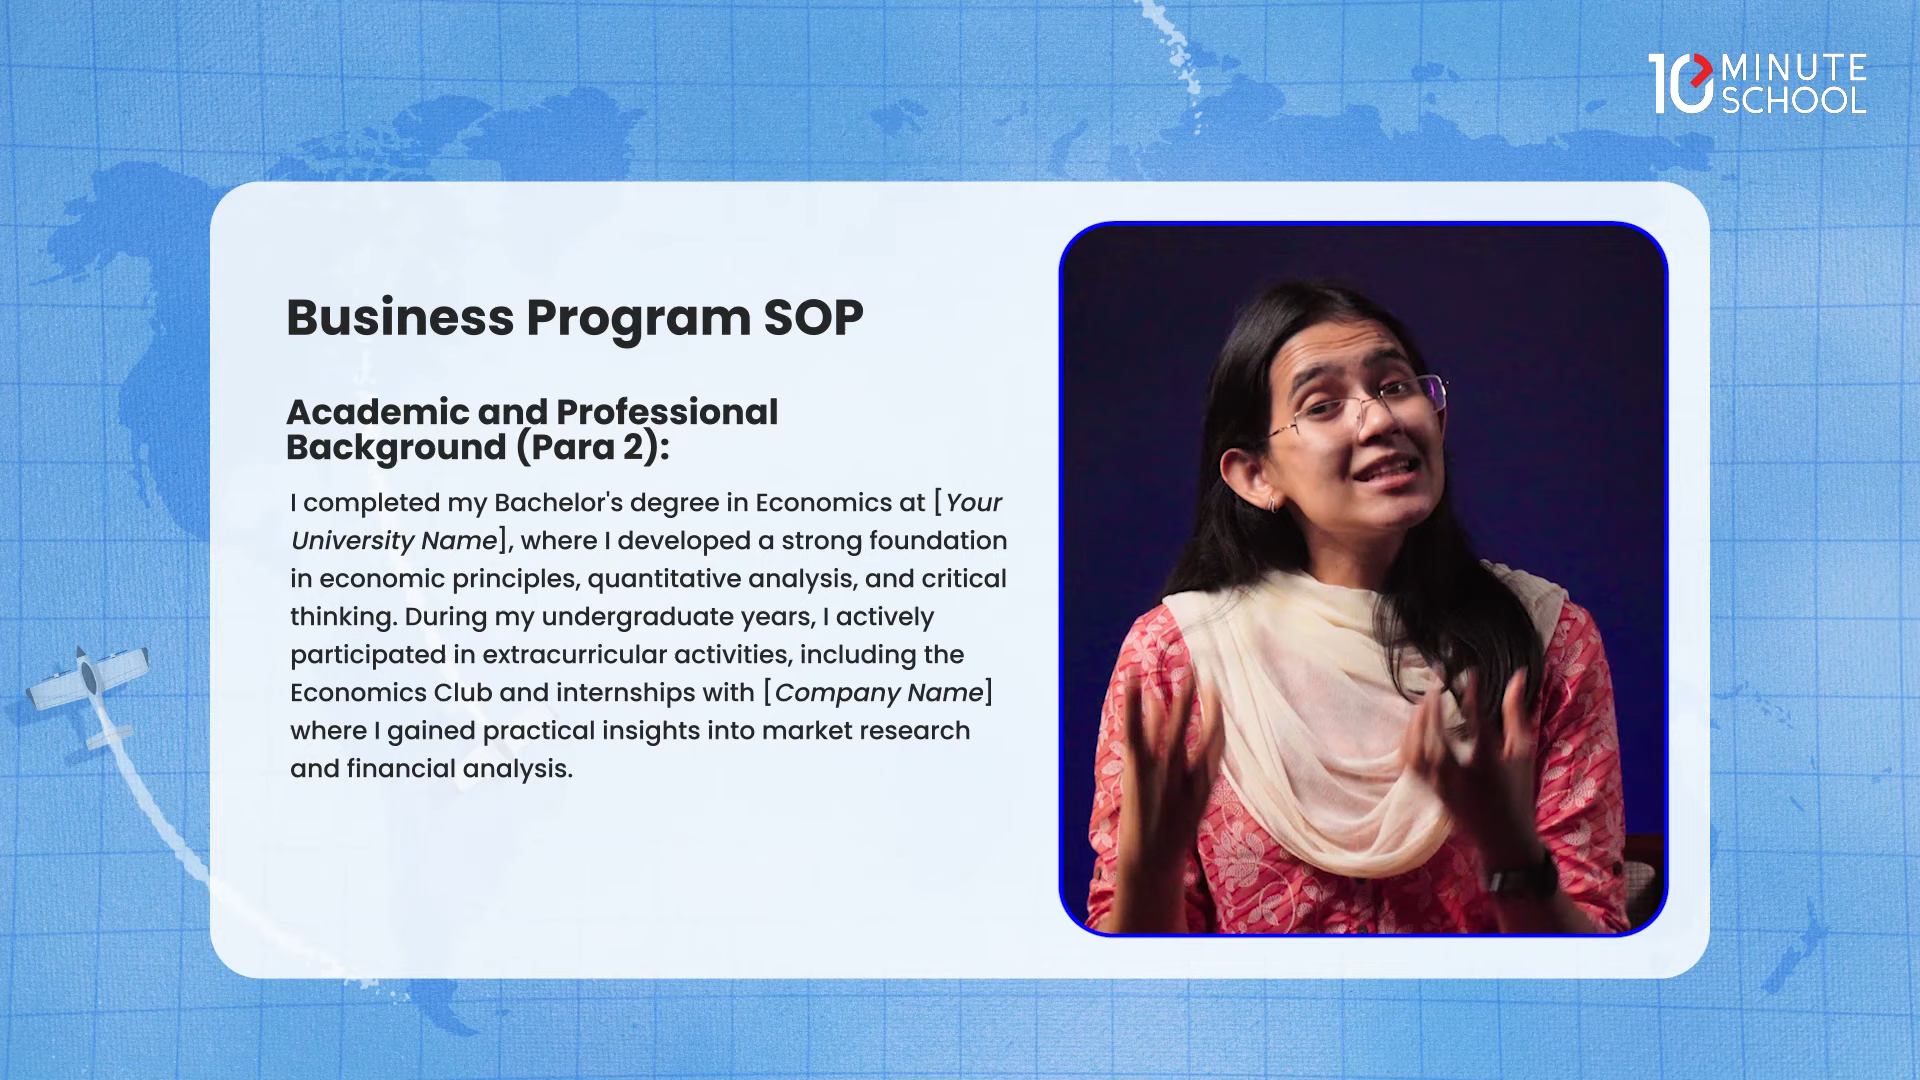 10 MINUTE
SCHOOL
Business Program SOP
Academic and Professional
Background (Para 2):
I completed my Bachelor's degree in Economics at [Your
University Name], where I developed a strong foundation
in economic principles, quantitative analysis, and critical
thinking. During my undergraduate years, I actively
participated in extracurricular activities, including the
Economics Club and internships with [Company Name]
where I gained practical insights into market research
and financial analysis.